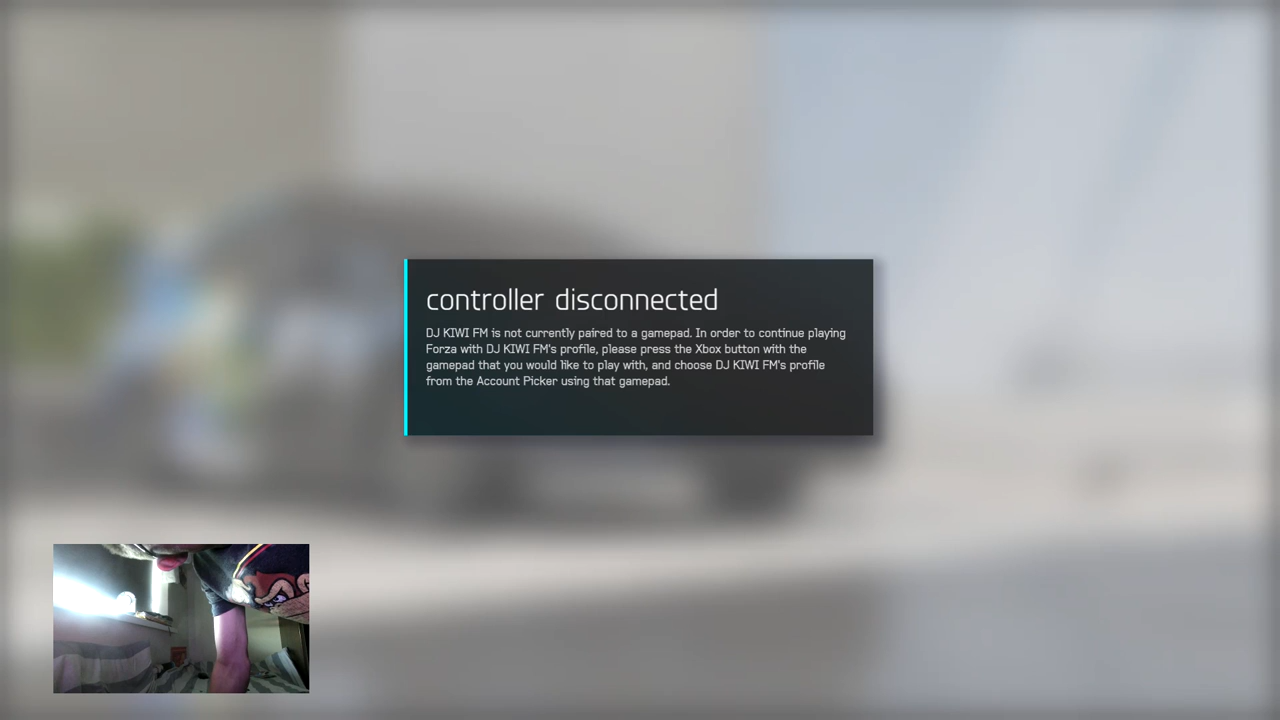 controller disconnected
DJ KIWI FM is not currently paired to a gamepad. In order to continue playing
Forza with DJ KIWI FM's profile, please press the Xbox button with the
gamepad that you would like to play with, and choose DJ KIWI FM's profile
from the Account Picker using that gamepad.